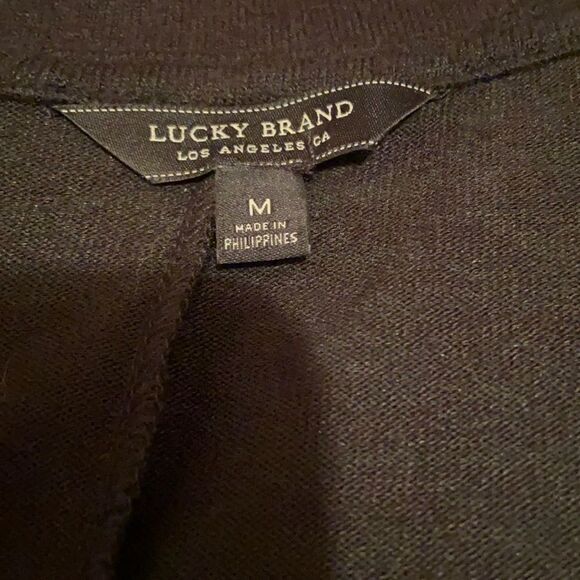 LUCKY BRAND
LOS ANGELES CA
M
MADE IN
PHILIPPINES